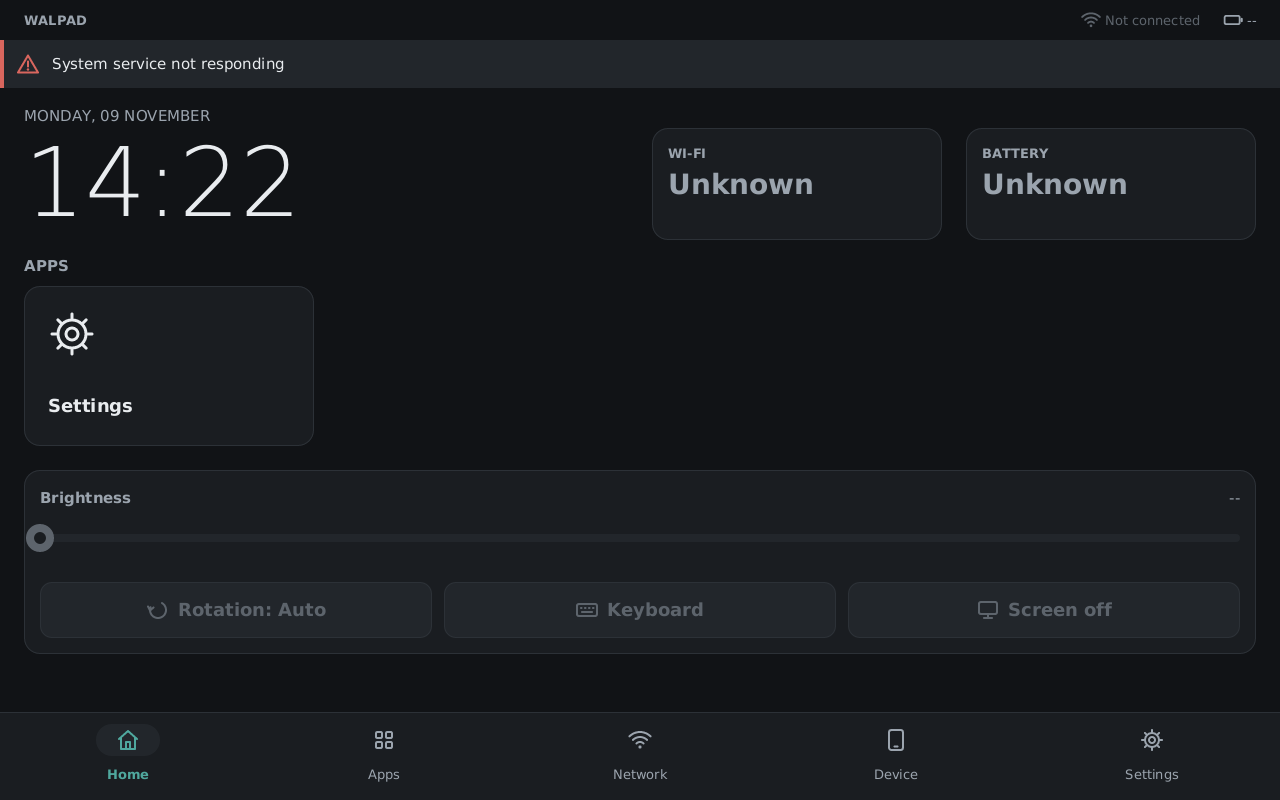 WALPAD
Not connected
--
System service not responding
MONDAY, 09 NOVEMBER
14:22
WI-FI
Unknown
BATTERY
Unknown
APPS
Settings
Brightness
--
Rotation: Auto
Keyboard
Screen off
Home
Apps
Network
Device
Settings